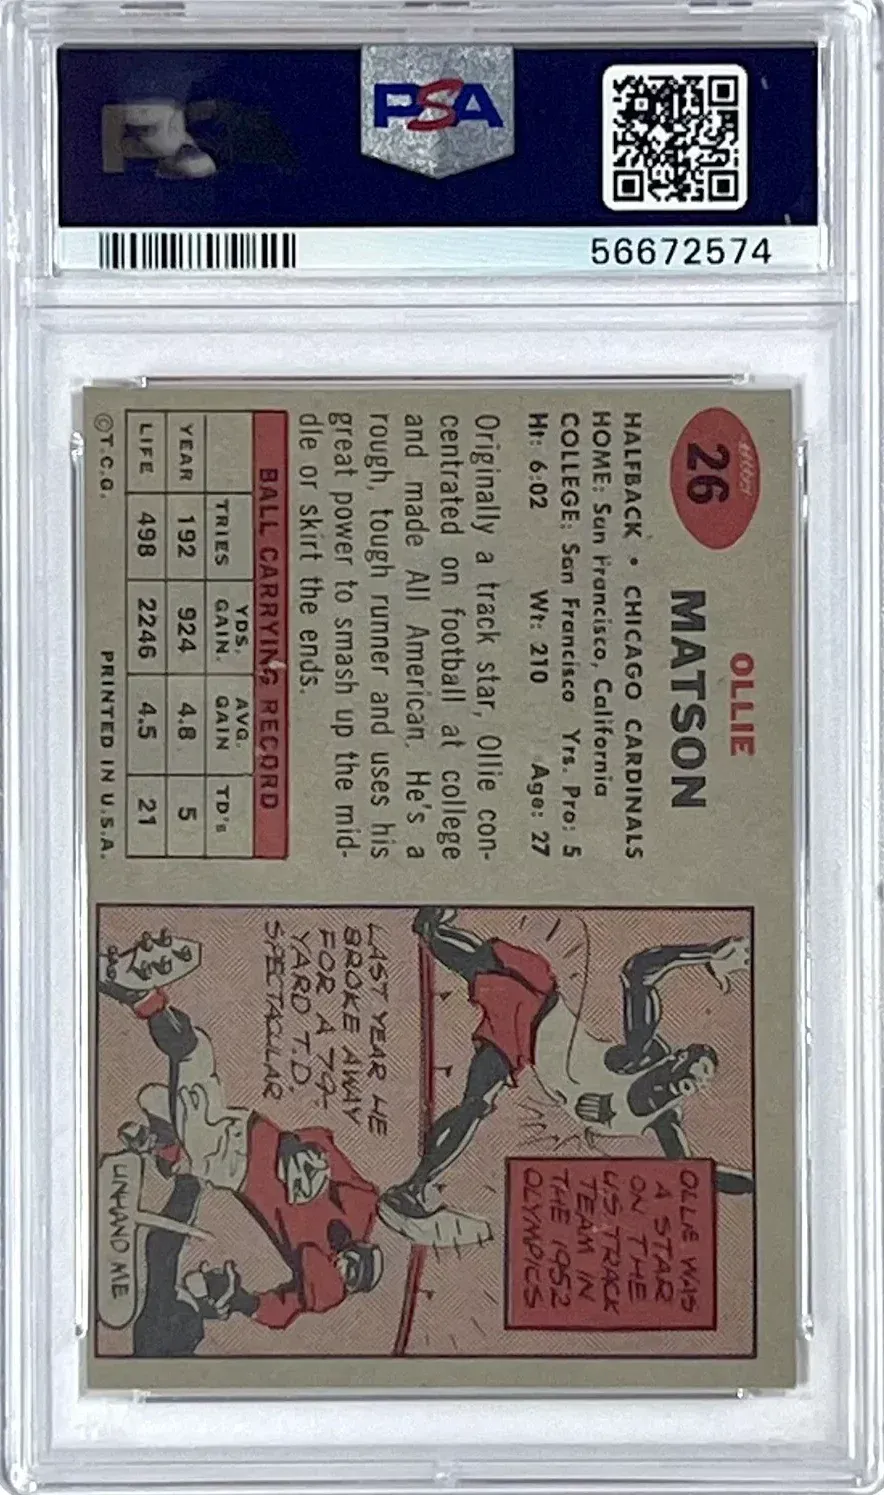 PSA
56672574
26
OLLIE
MATSON
HALFBACK • CHICAGO CARDINALS
HOME: San Francisco, California
COLLEGE: San Francisco Yrs. Pro: 5
Ht: 6:02 Wt: 210 Age: 27
Originally a track star, Ollie con-
centrated on football at college
and made All American. He's a
rough, tough runner and uses his
great power to smash up the mid-
dle or skirt the ends.
BALL CARRYING RECORD
TRIES YDS. GAIN. AVG. GAIN TD's
YEAR 192 924 4.8 5
LIFE 498 2246 4.5 21
©T.C.G. PRINTED IN U.S.A.
OLLIE WAS
A STAR
ON THE
U.S. TRACK
TEAM IN
THE 1952
OLYMPICS
LAST YEAR HE
BROKE AWAY
FOR A 79-
YARD T.D.
SPECTACULAR
UNHAND ME